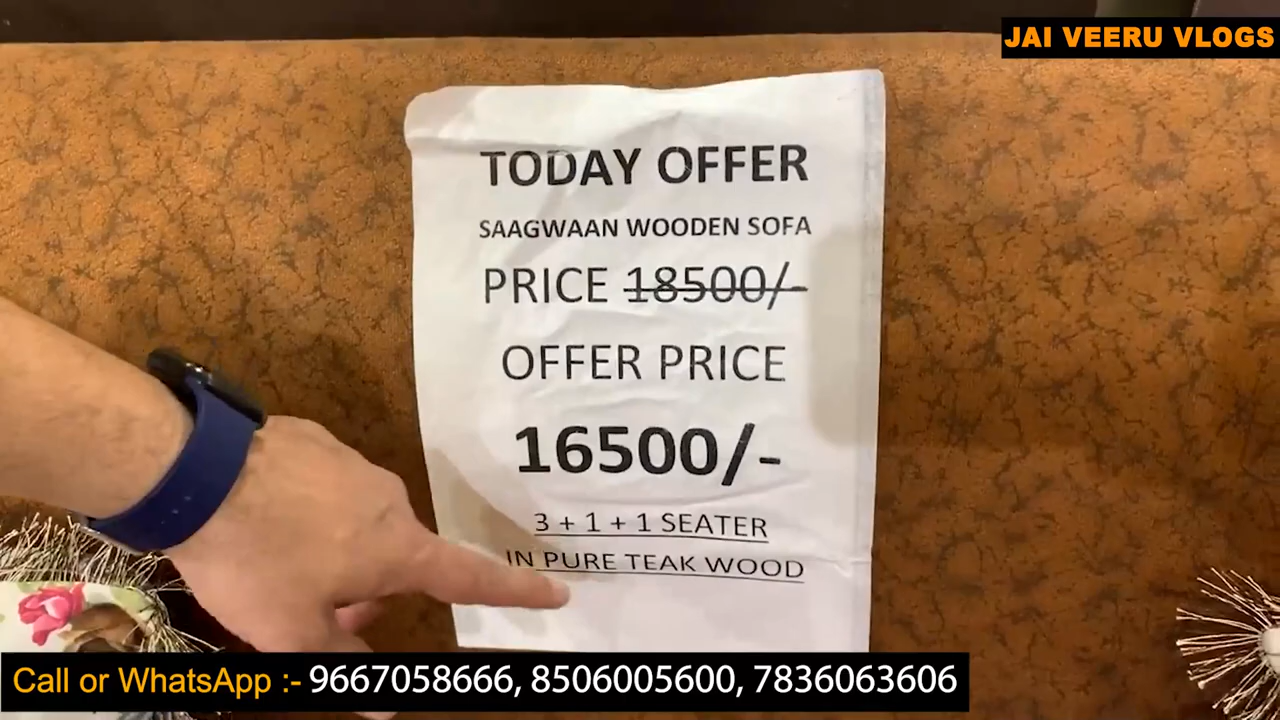 JAI VEERU VLOGS
TODAY OFFER
SAAGWAAN WOODEN SOFA
PRICE 18500/-
OFFER PRICE
16500/-
3 + 1 + 1 SEATER
IN PURE TEAK WOOD
Call or WhatsApp :- 9667058666, 8506005600, 7836063606